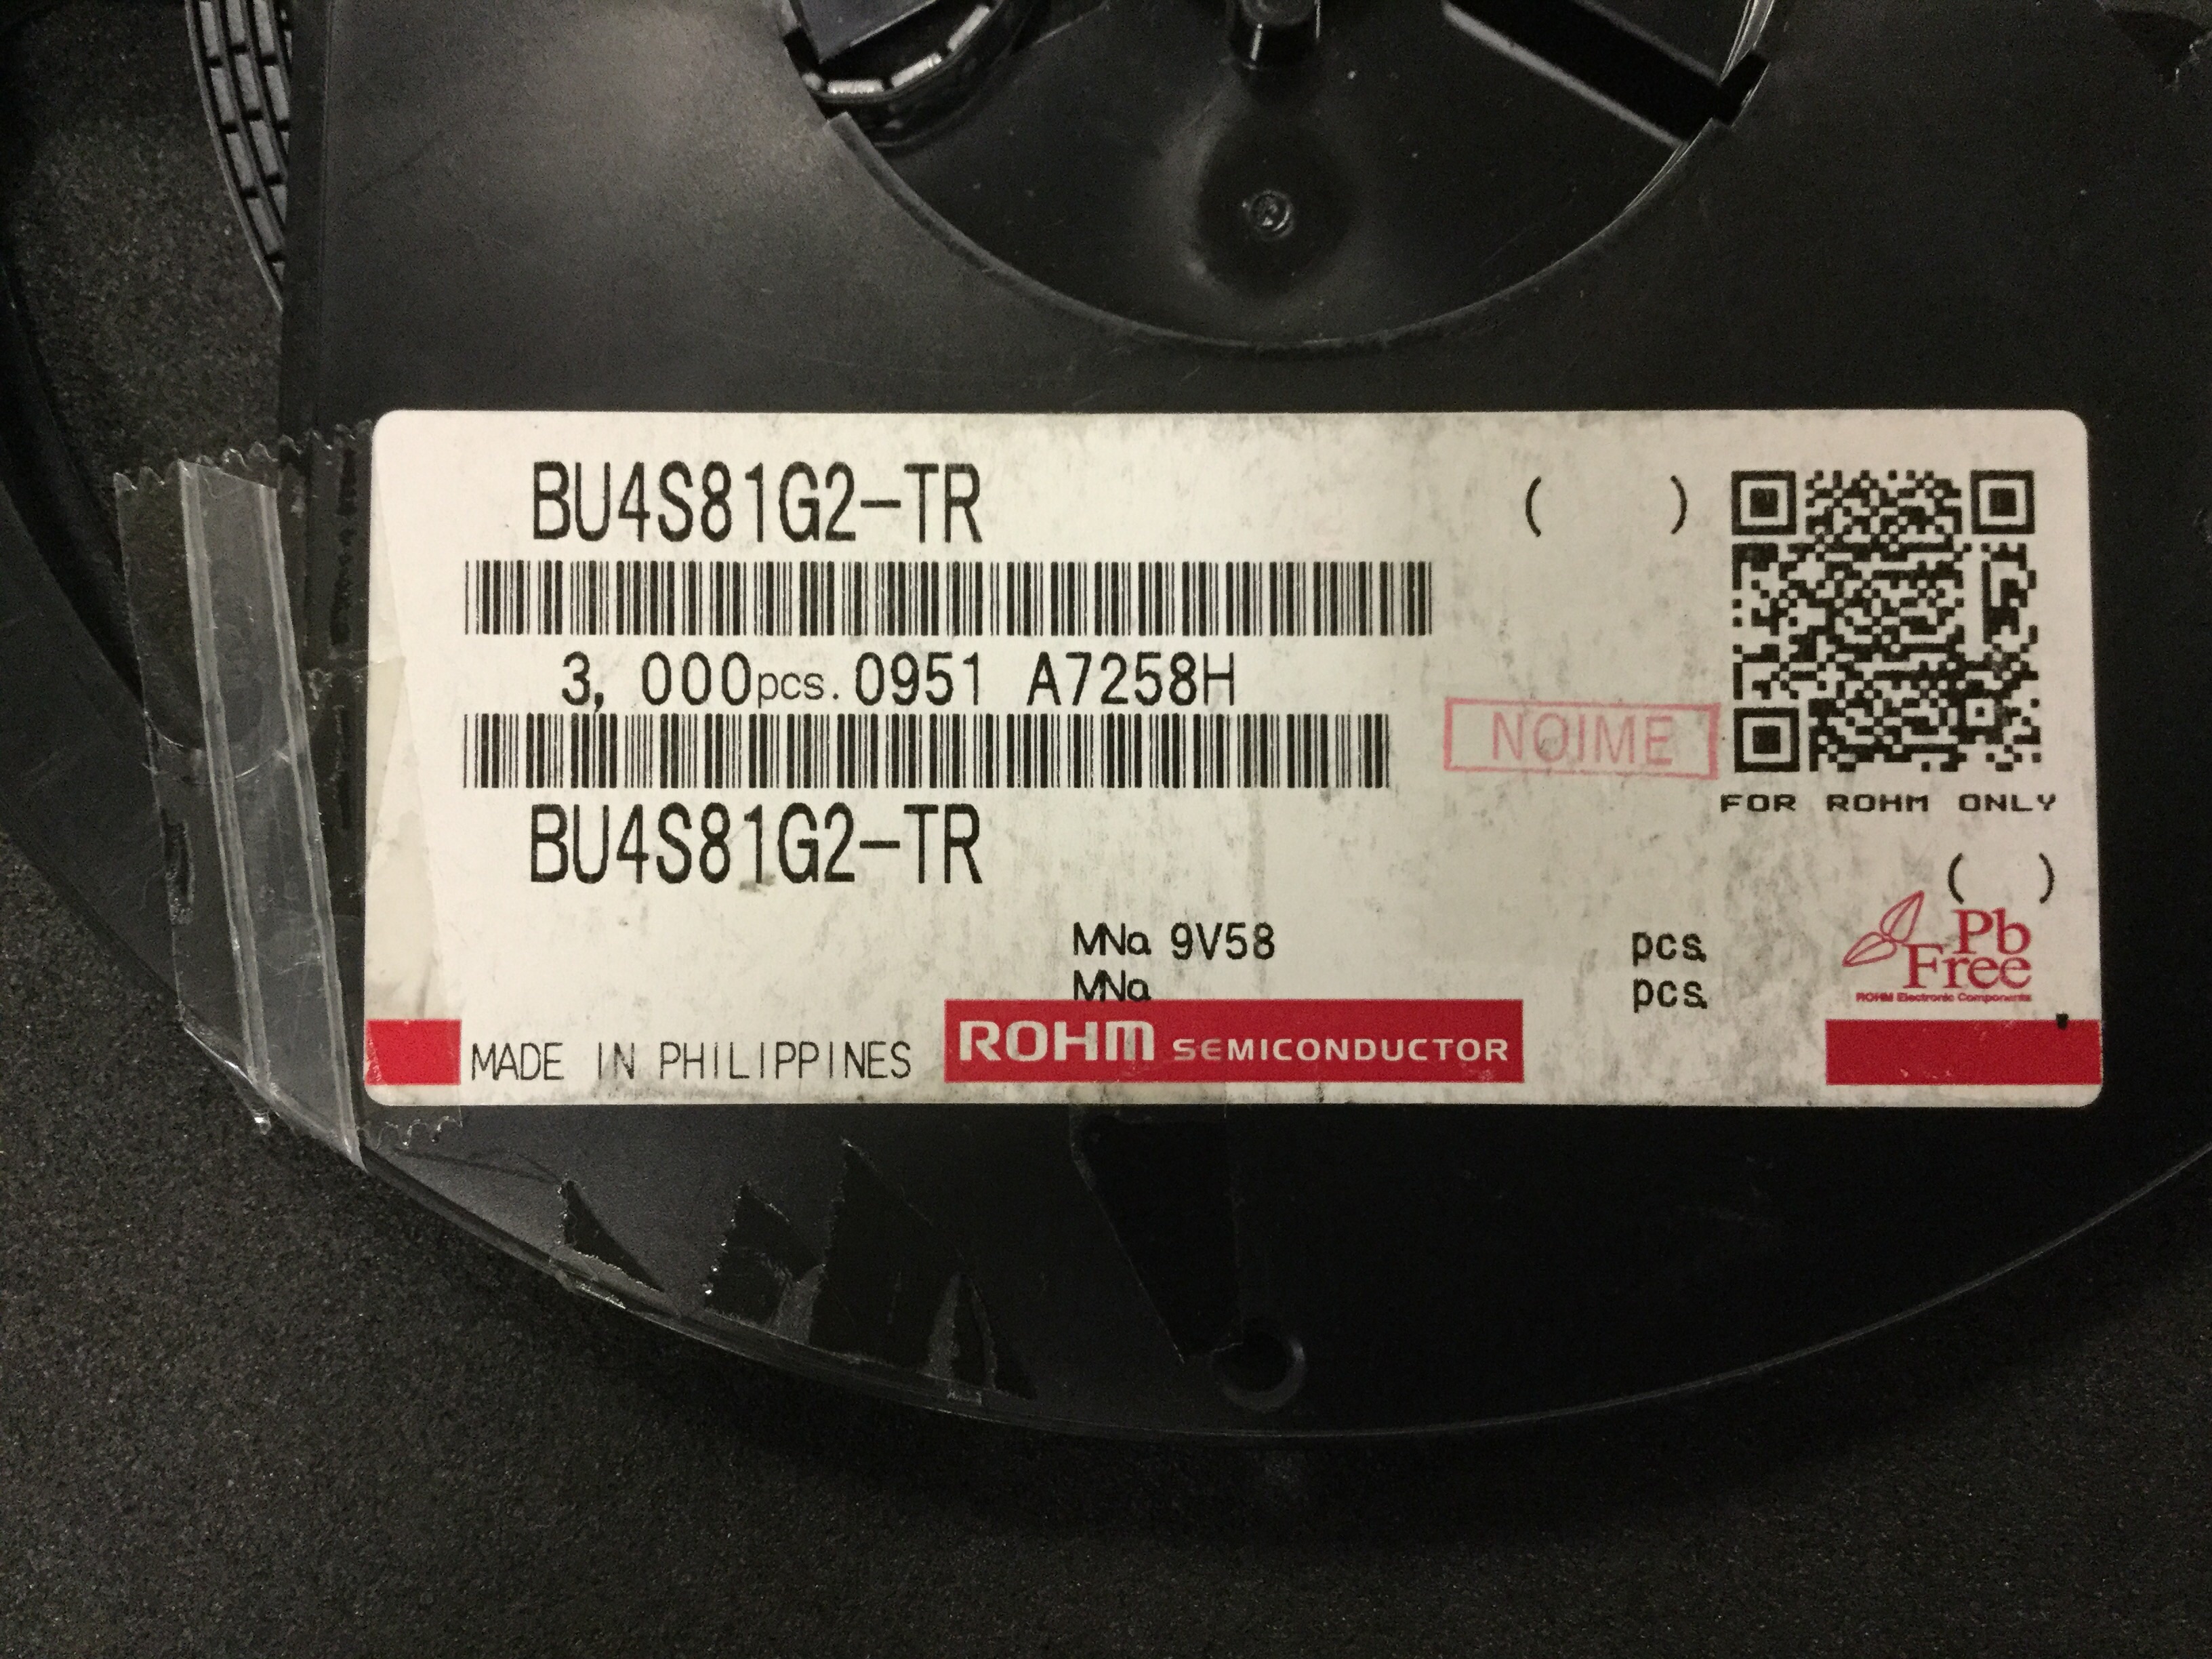 BU4S81G2-TR ( )
3, 000pcs. 0951 A7258H
NOIME
FOR ROHM ONLY
BU4S81G2-TR
( )
MNo 9V58 pcs.
MNo pcs.
Pb
Free
ROHM Electronic Components
MADE IN PHILIPPINES
ROHM SEMICONDUCTOR